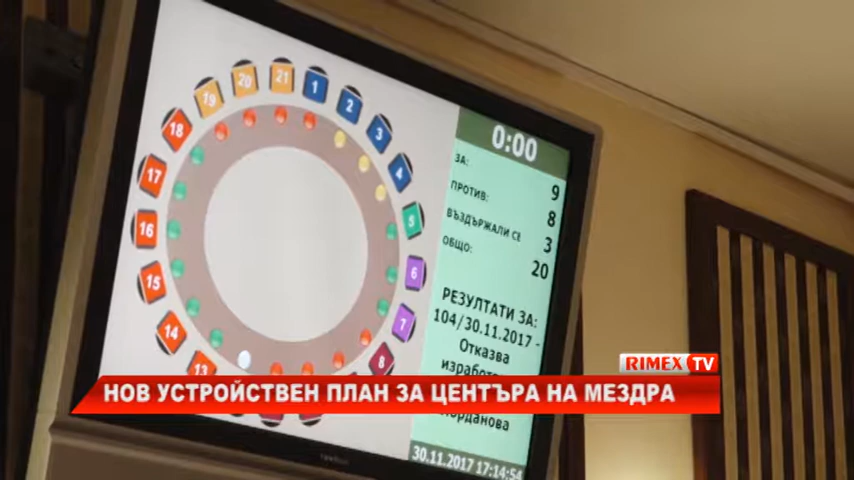 21
20
19
18
17
16
15
14
13
1
2
3
4
5
6
7
8
0:00
ЗА: 9
ПРОТИВ: 8
ВЪЗДЪРЖАЛИ СЕ 3
ОБЩО: 20
РЕЗУЛТАТИ ЗА:
104/30.11.2017 -
Отказва
30.11.2017 17:14:54
RIMEX TV
НОВ УСТРОЙСТВЕН ПЛАН ЗА ЦЕНТЪРА НА МЕЗДРА